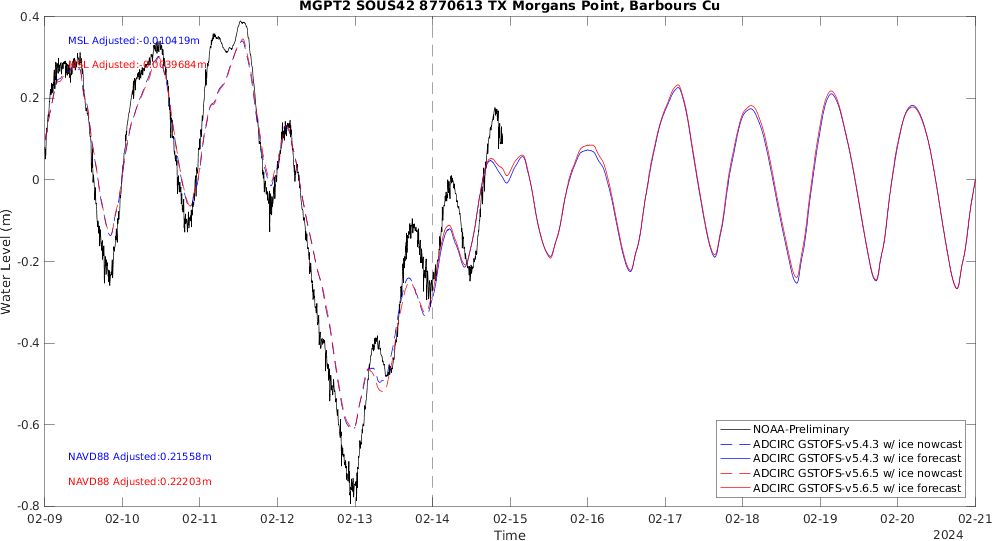 MGPT2 SOUS42 8770613 TX Morgans Point, Barbours Cu
MSL Adjusted:-0.010419m
MSL Adjusted:-0.0039684m
NAVD88 Adjusted:0.21558m
NAVD88 Adjusted:0.22203m
Water Level (m)
0.4
0.2
0
-0.2
-0.4
-0.6
-0.8
NOAA-Preliminary
ADCIRC GSTOFS-v5.4.3 w/ ice nowcast
ADCIRC GSTOFS-v5.4.3 w/ ice forecast
ADCIRC GSTOFS-v5.6.5 w/ ice nowcast
ADCIRC GSTOFS-v5.6.5 w/ ice forecast
02-09 02-10 02-11 02-12 02-13 02-14 02-15 02-16 02-17 02-18 02-19 02-20 02-21
Time
2024